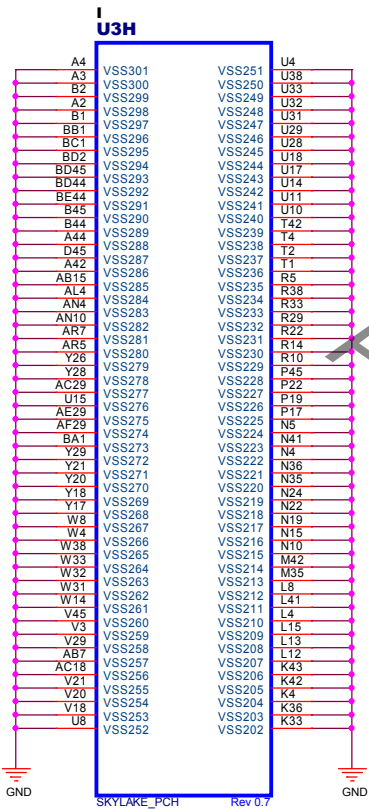 I
U3H
A4 VSS301 VSS251 U4
A3 VSS300 VSS250 U38
B2 VSS299 VSS249 U33
A2 VSS298 VSS248 U32
B1 VSS297 VSS247 U31
BB1 VSS296 VSS246 U29
BC1 VSS295 VSS245 U28
BD2 VSS294 VSS244 U18
BD45 VSS293 VSS243 U17
BD44 VSS292 VSS242 U14
BE44 VSS291 VSS241 U11
B45 VSS290 VSS240 U10
B44 VSS289 VSS239 T42
A44 VSS288 VSS238 T4
D45 VSS287 VSS237 T2
A42 VSS286 VSS236 T1
AB15 VSS285 VSS235 R5
AL4 VSS284 VSS234 R38
AN4 VSS283 VSS233 R33
AN10 VSS282 VSS232 R29
AR7 VSS281 VSS231 R22
AR5 VSS280 VSS230 R14
Y26 VSS279 VSS229 R10
Y28 VSS278 VSS228 P45
AC29 VSS277 VSS227 P22
U15 VSS276 VSS226 P19
AE29 VSS275 VSS225 P17
AF29 VSS274 VSS224 N5
BA1 VSS273 VSS223 N41
Y29 VSS272 VSS222 N4
Y21 VSS271 VSS221 N36
Y20 VSS270 VSS220 N35
Y18 VSS269 VSS219 N24
Y17 VSS268 VSS218 N22
W8 VSS267 VSS217 N19
W4 VSS266 VSS216 N15
W38 VSS265 VSS215 N10
W33 VSS264 VSS214 M42
W32 VSS263 VSS213 M35
W31 VSS262 VSS212 L8
W14 VSS261 VSS211 L41
V45 VSS260 VSS210 L4
V3 VSS259 VSS209 L15
V29 VSS258 VSS208 L13
AB7 VSS257 VSS207 L12
AC18 VSS256 VSS206 K43
V21 VSS255 VSS205 K42
V20 VSS254 VSS204 K4
V18 VSS253 VSS203 K36
U8 VSS252 VSS202 K33
GND GND
SKYLAKE_PCH Rev 0.7